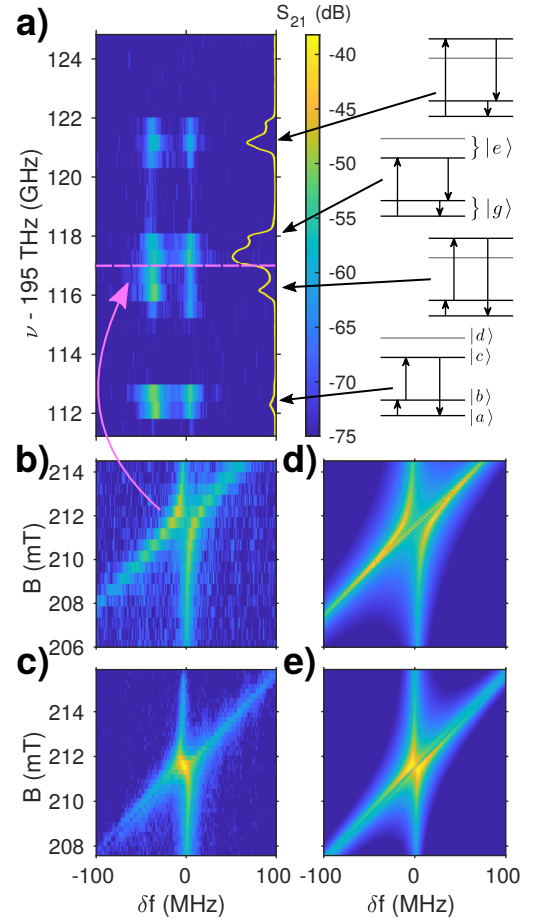 a)
S21 (dB)
124
122
120
118
116
114
112
ν - 195 THz (GHz)
-40
-45
-50
-55
-60
-65
-70
-75
} |e⟩
} |g⟩
|d⟩
|c⟩
|b⟩
|a⟩
b)
214
212
210
208
206
B (mT)
d)
c)
214
212
210
208
B (mT)
-100
0
100
δf (MHz)
e)
-100
0
100
δf (MHz)